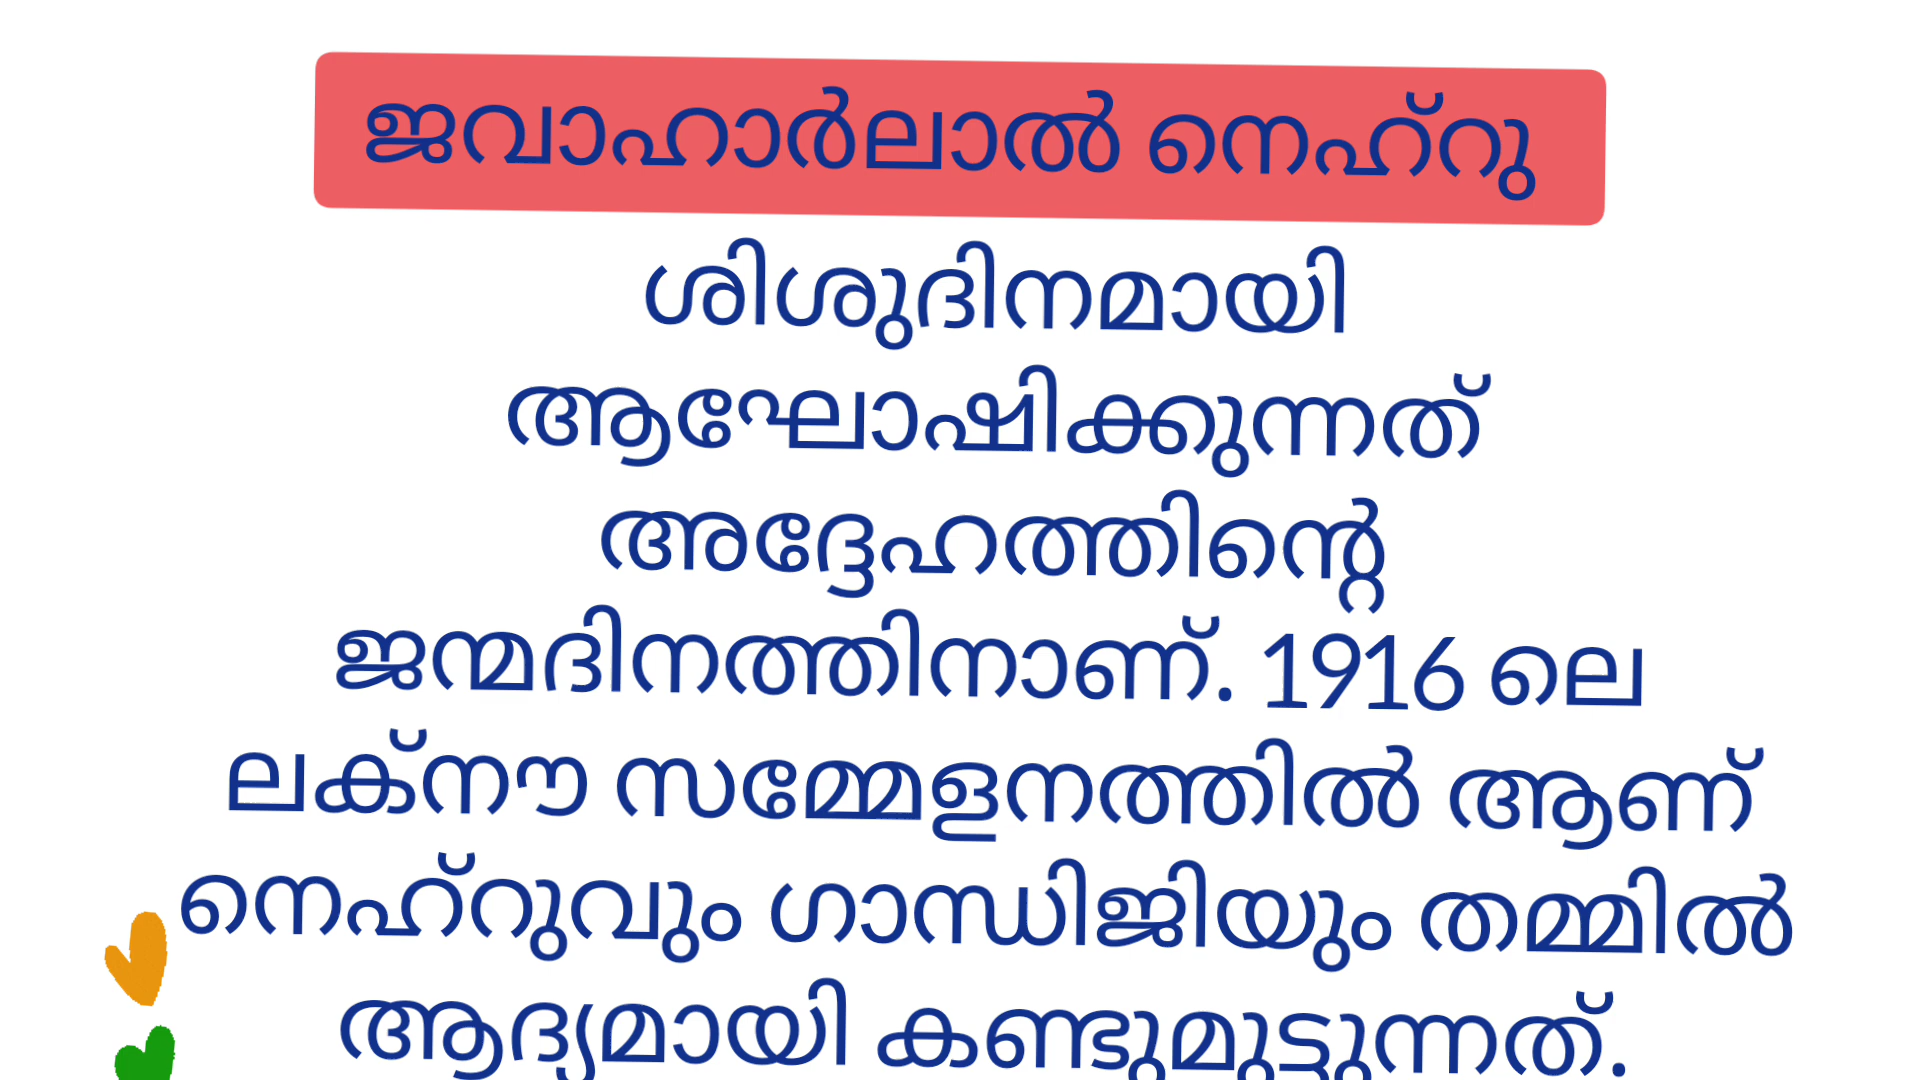 ജവാഹാർലാൽ നെഹ്റു
ശിശുദിനമായി
ആഘോഷിക്കുന്നത്
അദ്ദേഹത്തിന്റെ
ജന്മദിനത്തിനാണ്. 1916 ലെ
ലക്നൗ സമ്മേളനത്തിൽ ആണ്
നെഹ്റുവും ഗാന്ധിജിയും തമ്മിൽ
ആദ്യമായി കണ്ടുമുട്ടുന്നത്.